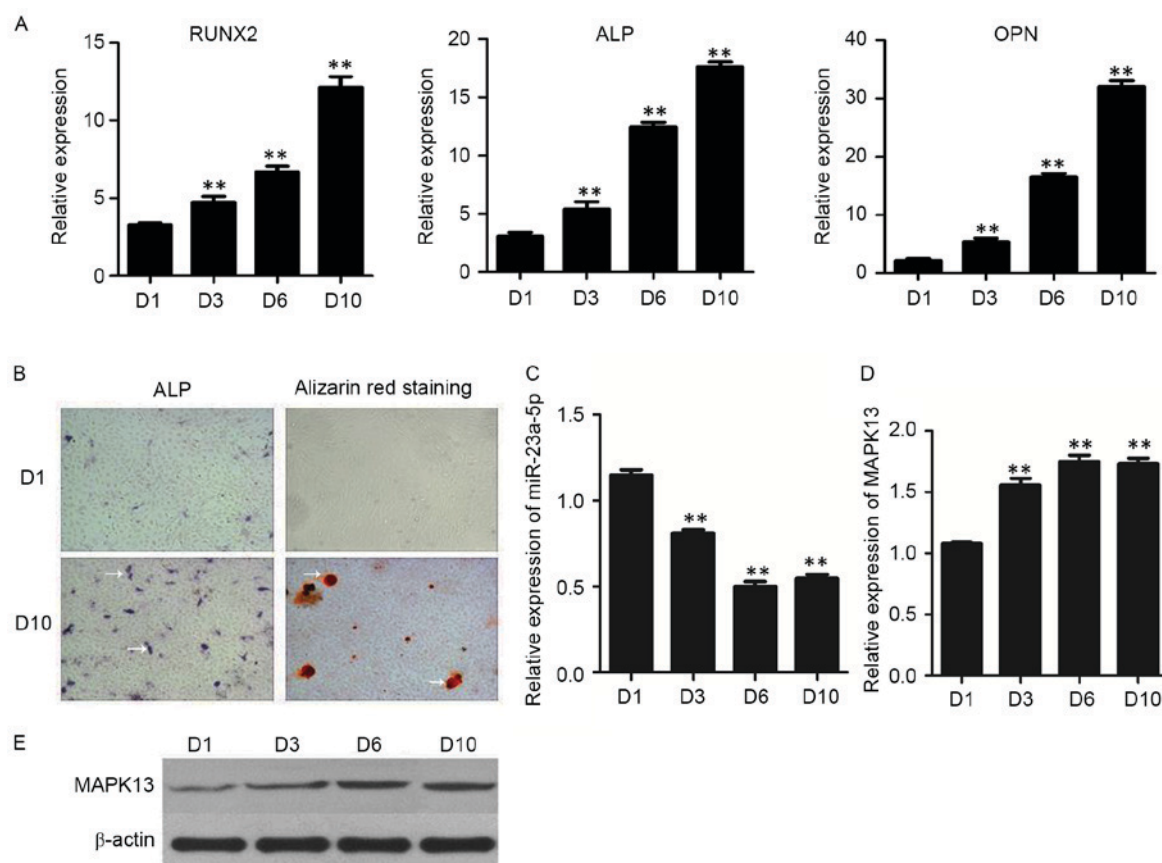 A
RUNX2
Relative expression
15
10
5
0
**
**
**
D1 D3 D6 D10
ALP
Relative expression
20
15
10
5
0
**
**
**
D1 D3 D6 D10
OPN
Relative expression
40
30
20
10
0
**
**
**
D1 D3 D6 D10
B
ALP Alizarin red staining
D1
D10
C
Relative expression of miR-23a-5p
1.5
1.0
0.5
0.0
**
**
**
D1 D3 D6 D10
D
Relative expression of MAPK13
2.0
1.5
1.0
0.5
0.0
**
**
**
D1 D3 D6 D10
E
D1 D3 D6 D10
MAPK13
β-actin